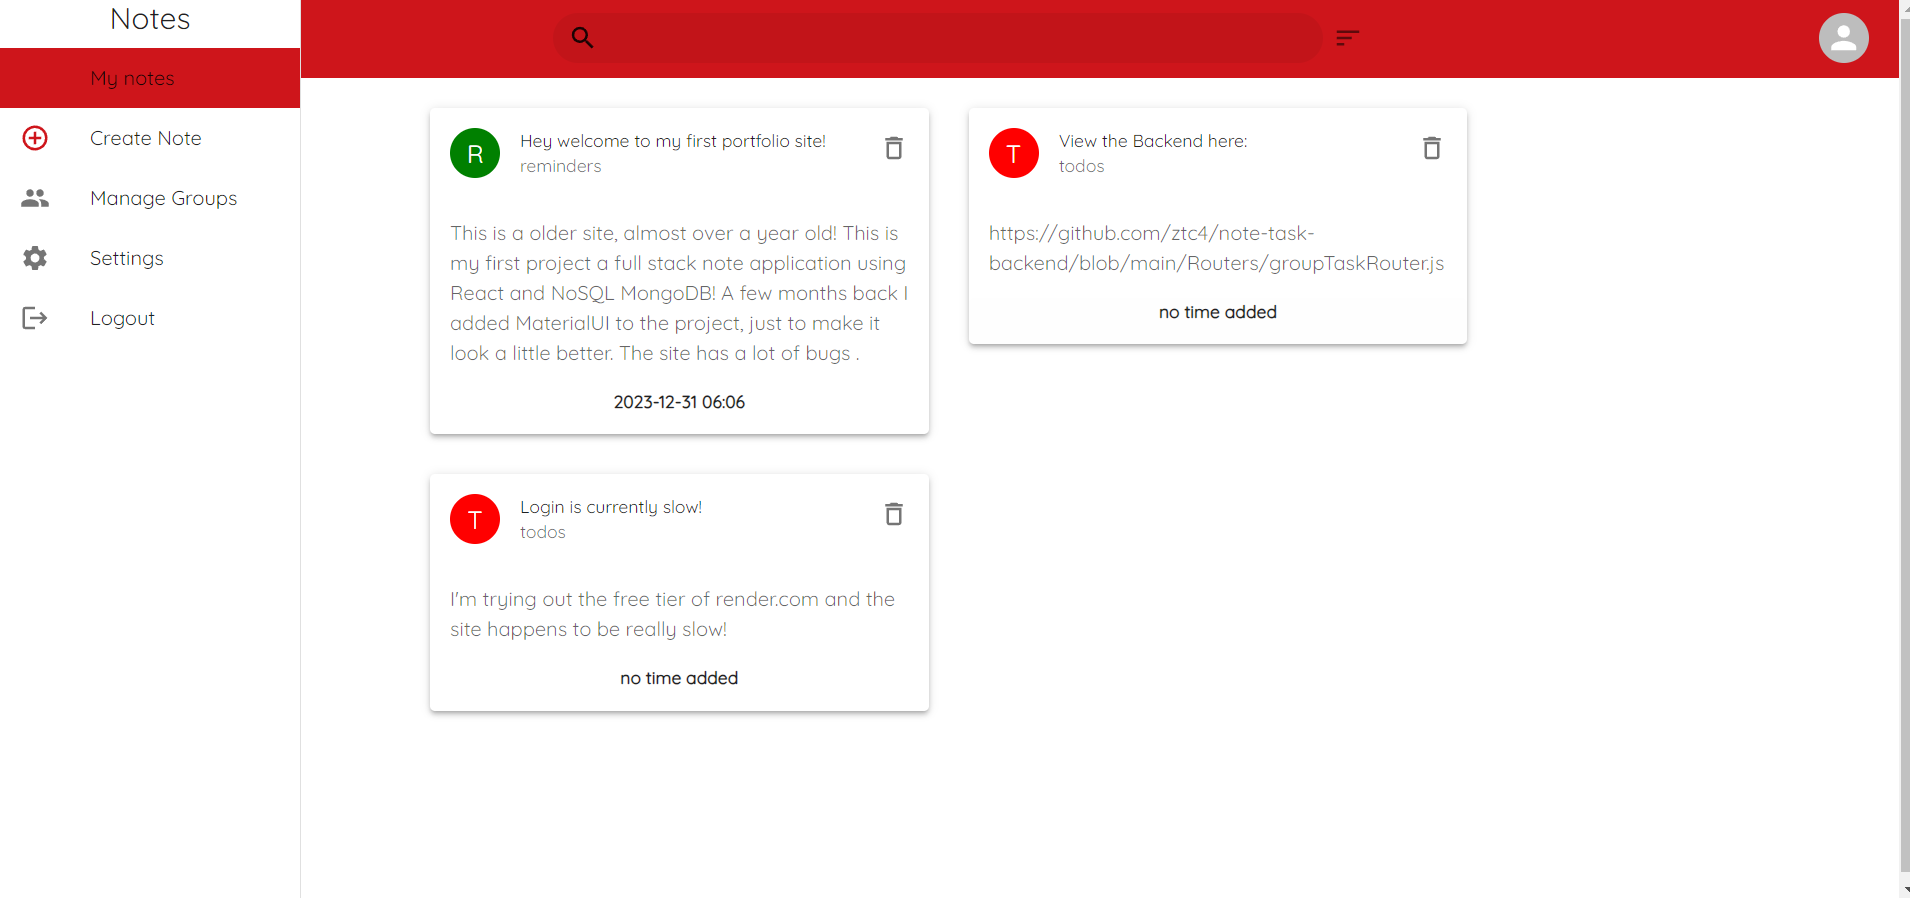 Notes
My notes
Create Note
Manage Groups
Settings
Logout
R
Hey welcome to my first portfolio site!
reminders
This is a older site, almost over a year old! This is
my first project a full stack note application using
React and NoSQL MongoDB! A few months back I
added MaterialUI to the project, just to make it
look a little better. The site has a lot of bugs .
2023-12-31 06:06
T
View the Backend here:
todos
https://github.com/ztc4/note-task-
backend/blob/main/Routers/groupTaskRouter.js
no time added
T
Login is currently slow!
todos
I'm trying out the free tier of render.com and the
site happens to be really slow!
no time added